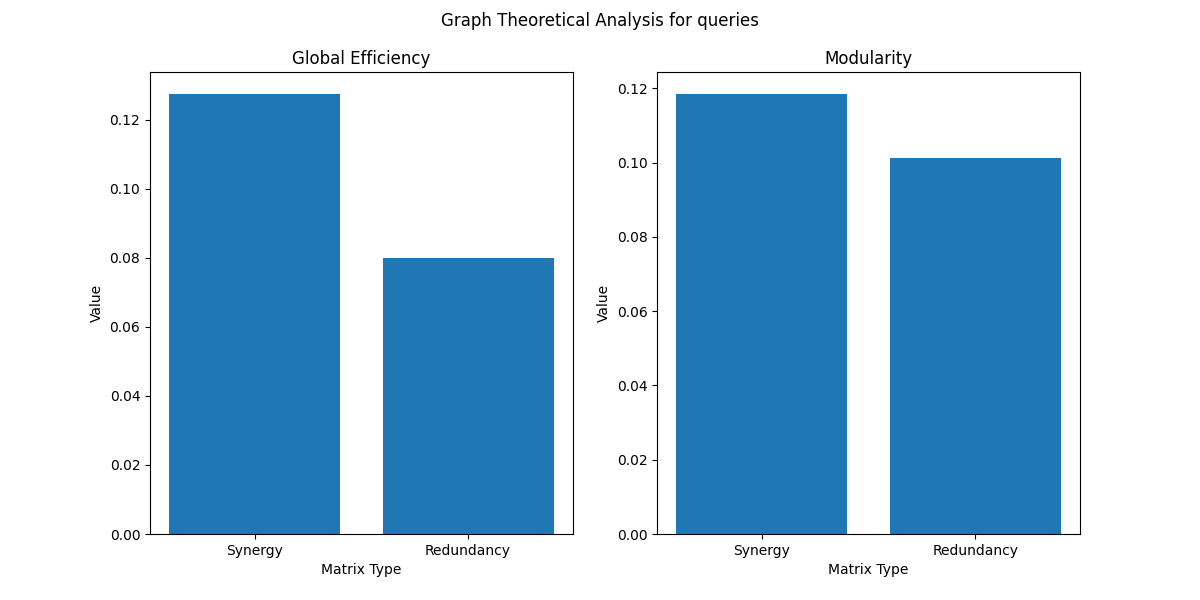 Graph Theoretical Analysis for queries
Global Efficiency
0.12
0.10
0.08
0.06
0.04
0.02
0.00
Value
Synergy
Redundancy
Matrix Type
Modularity
0.12
0.10
0.08
0.06
0.04
0.02
0.00
Value
Synergy
Redundancy
Matrix Type